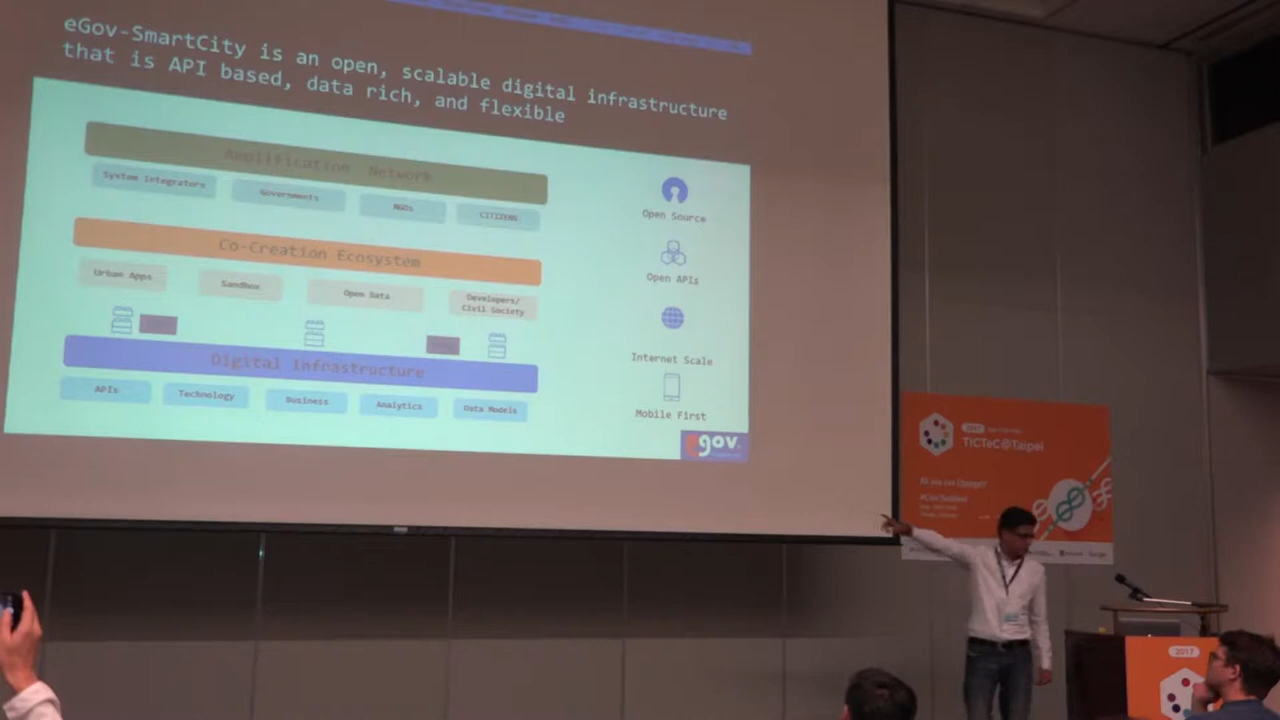 eGov-SmartCity is an open, scalable digital infrastructure
that is API based, data rich, and flexible
Amplification Network
System Integrators
Governments
NGOs
CITIZENS
Co-Creation Ecosystem
Urban Apps
Sandbox
Open Data
Developers/
Civil Society
Digital Infrastructure
APIs
Technology
Business
Analytics
Data Models
Open Source
Open APIs
Internet Scale
Mobile First
egov
2017
TICTeC@Taipei
2017